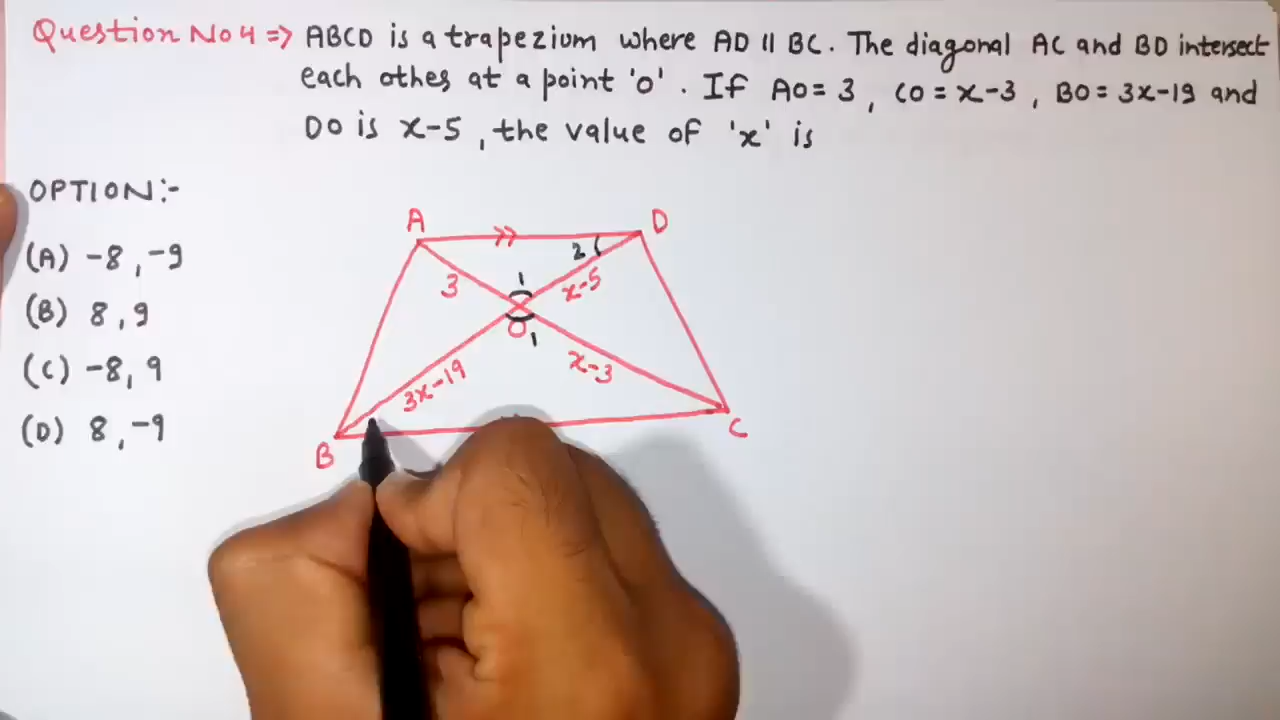 Question No 4 => ABCD is a trapezium where AD || BC. The diagonal AC and BD intersect
each othes at a point 'O'. If AO = 3, CO = x-3, BO = 3x-19 and
DO is x-5, the value of 'x' is
OPTION:-
(A) -8, -9
(B) 8, 9
(C) -8, 9
(D) 8, -9
A
D
2
3
1
x-5
O
1
3x-19
x-3
B
C